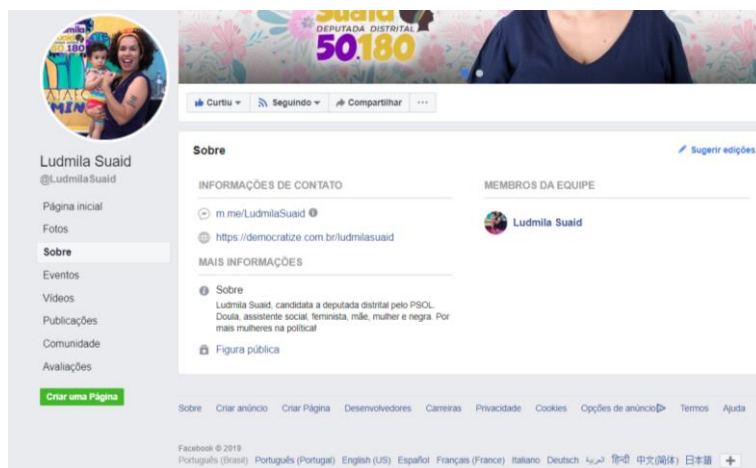 Suaid
DEPUTADA DISTRITAL
50.180
Curtiu
Seguindo
Compartilhar
Ludmila Suaid
@LudmilaSuaid
Página inicial
Fotos
Sobre
Eventos
Vídeos
Publicações
Comunidade
Avaliações
Criar uma Página
Sobre
Sugerir edições
INFORMAÇÕES DE CONTATO
m.me/LudmilaSuaid
https://democratize.com.br/ludmilasuaid
MAIS INFORMAÇÕES
Sobre
Ludmila Suaid, candidata a deputada distrital pelo PSOL.
Doula, assistente social, feminista, mãe, mulher e negra. Por
mais mulheres na política!
Figura pública
MEMBROS DA EQUIPE
Ludmila Suaid
Sobre Criar anúncio Criar Página Desenvolvedores Carreiras Privacidade Cookies Opções de anúncio Termos Ajuda
Facebook © 2019
Português (Brasil) Português (Portugal) English (US) Español Français (France) Italiano Deutsch العربية हिन्दी 中文(简体) 日本語